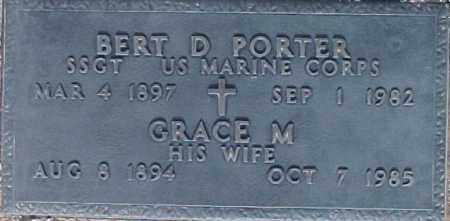 BERT D PORTER
SSGT US MARINE CORPS
MAR 4 1897 SEP 1 1982
GRACE M
HIS WIFE
AUG 8 1894 OCT 7 1985